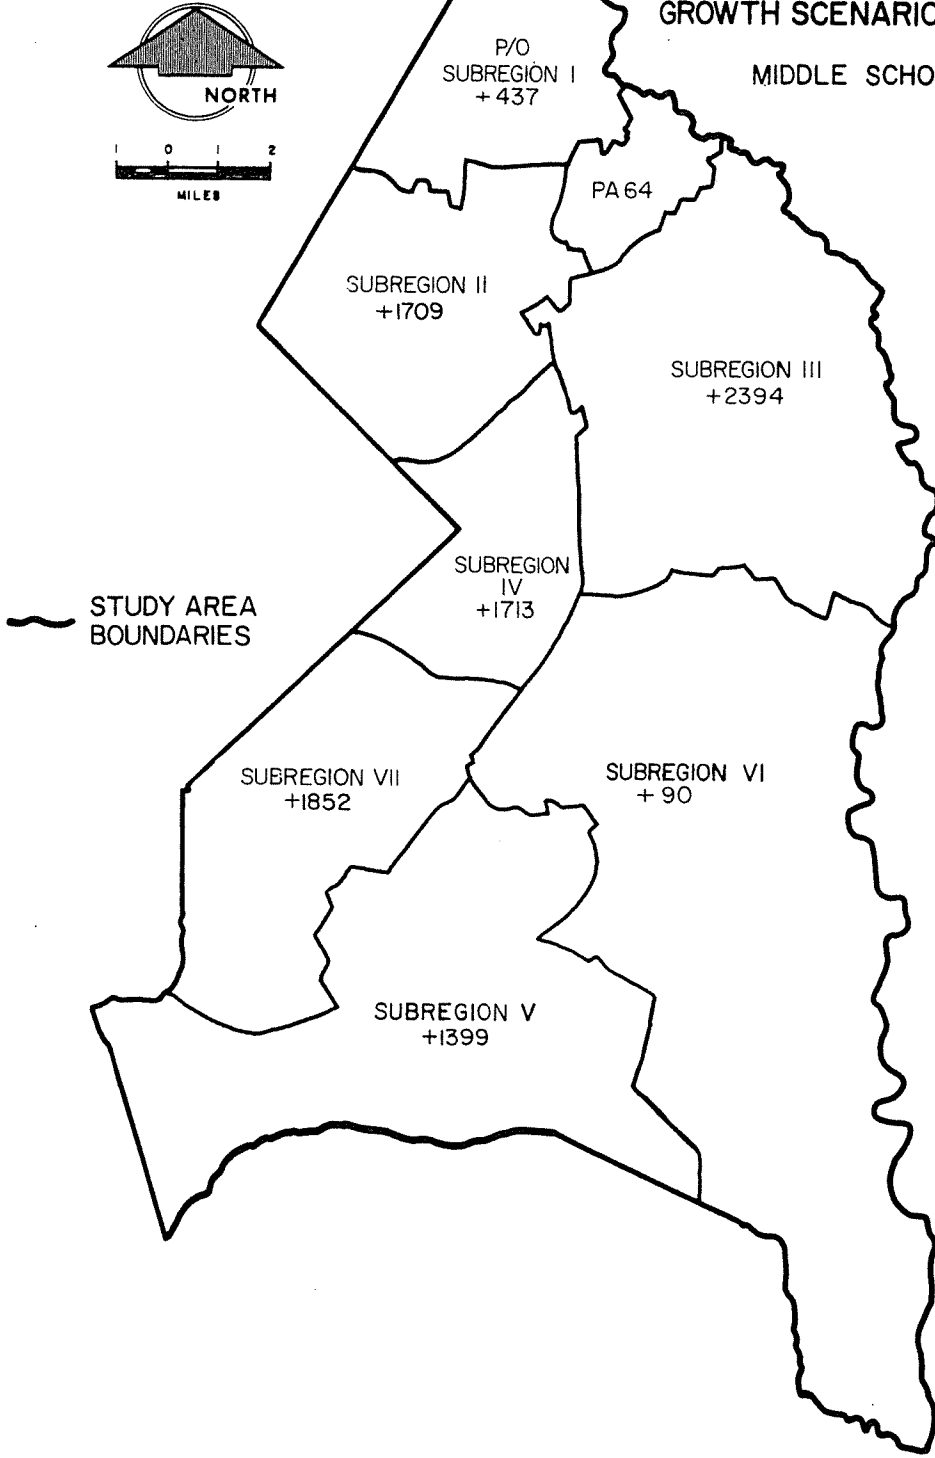 GROWTH SCENARIO
MIDDLE SCHO
NORTH
1 0 1 2
MILES
P/O
SUBREGION I
+437
PA 64
SUBREGION II
+1709
SUBREGION III
+2394
SUBREGION
IV
+1713
STUDY AREA
BOUNDARIES
SUBREGION VII
+1852
SUBREGION VI
+90
SUBREGION V
+1399